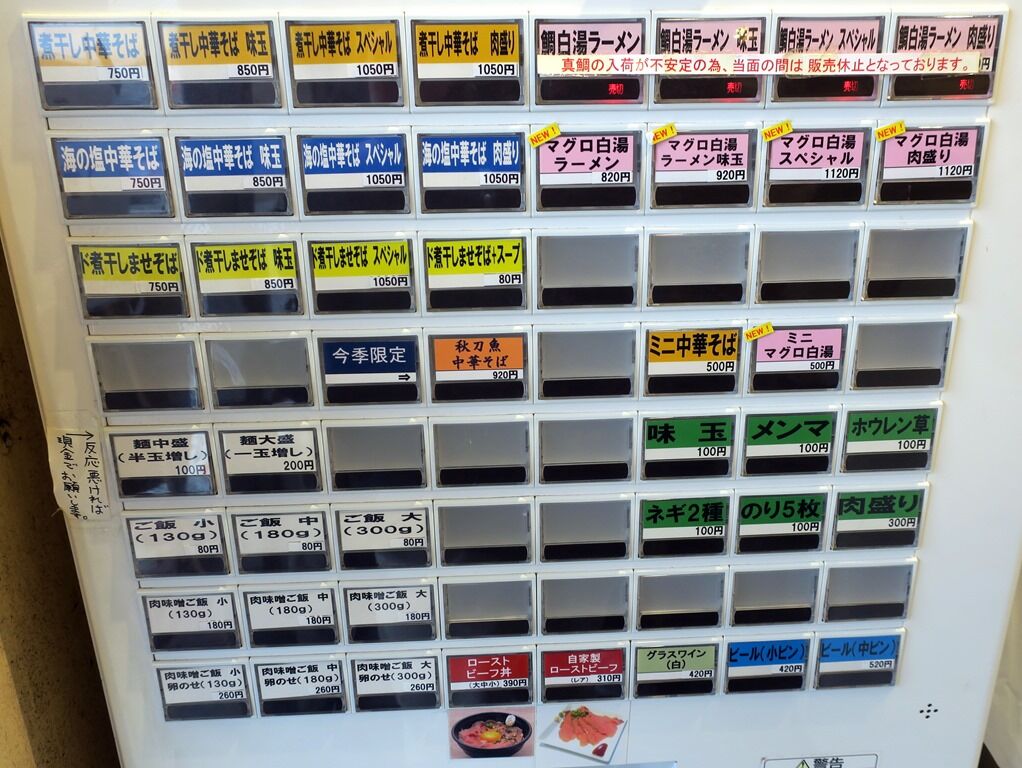 煮干し中華そば
750円
煮干し中華そば 味玉
850円
煮干し中華そば スペシャル
1050円
煮干し中華そば 肉盛り
1050円
鯛白湯ラーメン
鯛白湯ラーメン 味玉
鯛白湯ラーメン スペシャル
鯛白湯ラーメン 肉盛り
真鯛の入荷が不安定の為、当面の間は 販売休止となっております。
売切
売切
売切
売切
海の塩中華そば
750円
海の塩中華そば 味玉
850円
海の塩中華そば スペシャル
1050円
海の塩中華そば 肉盛り
1050円
NEW!
マグロ白湯
ラーメン
820円
NEW!
マグロ白湯
ラーメン味玉
920円
NEW!
マグロ白湯
スペシャル
1120円
NEW!
マグロ白湯
肉盛り
1120円
ド煮干しまぜそば
750円
ド煮干しまぜそば 味玉
850円
ド煮干しまぜそば スペシャル
1050円
ド煮干しまぜそば+スープ
80円
今季限定
⇒
秋刀魚
中華そば
920円
ミニ中華そば
500円
NEW!
ミニ
マグロ白湯
500円
→反応悪ければ
現金でお願いします。
麺中盛
(半玉増し)
100円
麺大盛
(一玉増し)
200円
味 玉
100円
メンマ
100円
ホウレン草
100円
ご飯 小
(130g)
80円
ご飯 中
(180g)
80円
ご飯 大
(300g)
80円
ネギ2種
100円
のり5枚
100円
肉盛り
300円
肉味噌ご飯 小
(130g)
180円
肉味噌ご飯 中
(180g)
180円
肉味噌ご飯 大
(300g)
180円
肉味噌ご飯 小
卵のせ(130g)
260円
肉味噌ご飯 中
卵のせ(180g)
260円
肉味噌ご飯 大
卵のせ(300g)
260円
ロースト
ビーフ丼
(大中小) 390円
自家製
ローストビーフ
(レア) 310円
グラスワイン
(白)
420円
ビール(小ビン)
420円
ビール(中ビン)
520円
警告